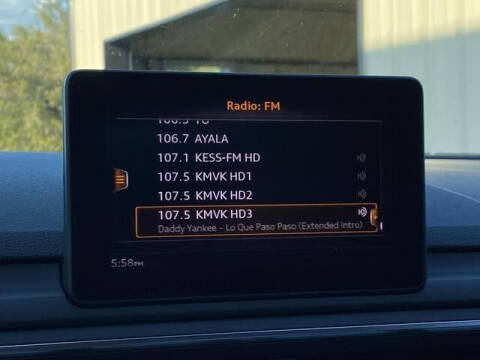 Radio: FM
106.7 AYALA
107.1 KESS-FM HD
107.5 KMVK HD1
107.5 KMVK HD2
107.5 KMVK HD3
Daddy Yankee - Lo Que Paso Paso (Extended Intro)
5:58PM